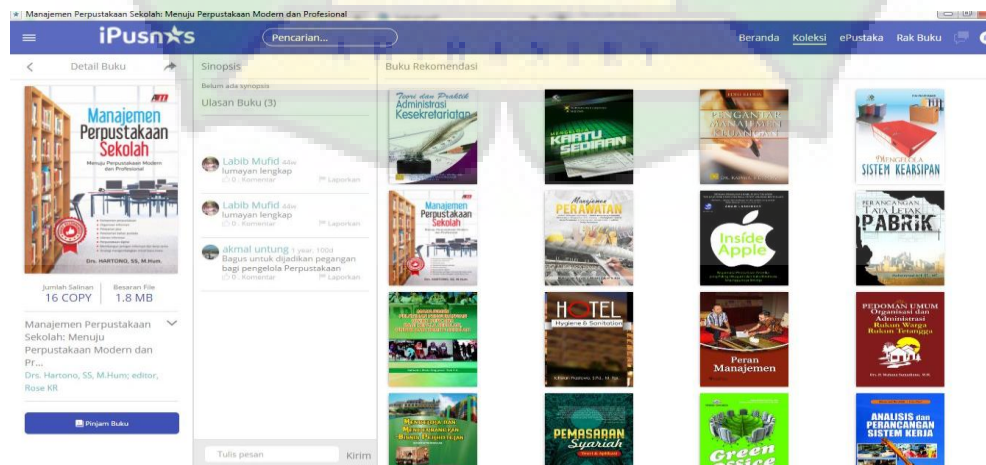 Manajemen Perpustakaan Sekolah: Menuju Perpustakaan Modern dan Profesional
iPusnas
Pencarian...
Beranda Koleksi ePustaka Rak Buku
Detail Buku
Manajemen
Perpustakaan
Sekolah
Menuju Perpustakaan Modern
dan Profesional
Drs. HARTONO, SS, M.Hum.
Jumlah Salinan
16 COPY
Besaran File
1.8 MB
Manajemen Perpustakaan
Sekolah: Menuju
Perpustakaan Modern dan
Pr...
Drs. Hartono, SS, M.Hum; editor,
Rose KR
Pinjam Buku
Sinopsis
Belum ada synopsis
Ulasan Buku (3)
Labib Mufid 44w
lumayan lengkap
0 . Komentar Laporkan
Labib Mufid 44w
lumayan lengkap
0 . Komentar Laporkan
akmal untung 1 year, 100d
Bagus untuk dijadikan pegangan
bagi pengelola Perpustakaan
0 . Komentar Laporkan
Tulis pesan Kirim
Buku Rekomendasi
Teori dan Praktik
Administrasi
Kesekretariatan
KARTU
SEDIAAN
PENGANTAR
MANAJEMEN
KEUANGAN
MENGELOLA
SISTEM KEARSIPAN
Manajemen
Perpustakaan
Sekolah
Manajemen
PERAWATAN
Inside
Apple
PERANCANGAN
TATA LETAK
PABRIK
HOTEL
Hygiene & Sanitation
Peran
Manajemen
PEDOMAN UMUM
Organisasi dan
Administrasi
Rukun Warga
Rukun Tetangga
PEMASARAN
Syariah
Green
Office
ANALISIS dan
PERANCANGAN
SISTEM KERJA